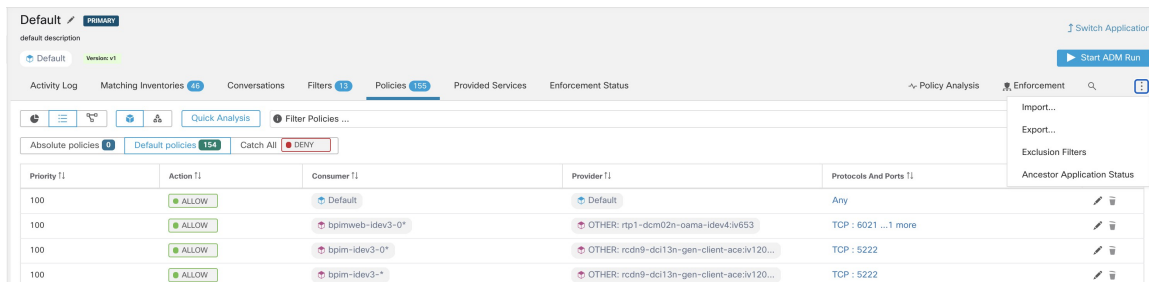 Default PRIMARY
default description
Switch Application
Default Version: v1
Start ADM Run
Activity Log Matching Inventories 46 Conversations Filters 13 Policies 155 Provided Services Enforcement Status Policy Analysis Enforcement
Import...
Export...
Exclusion Filters
Ancestor Application Status
Quick Analysis Filter Policies ...
Absolute policies 0 Default policies 154 Catch All DENY
Priority Action Consumer Provider Protocols And Ports
100 ALLOW Default Default Any
100 ALLOW bpimweb-idev3-0* OTHER: rtp1-dcm02n-oama-idev4:iv653 TCP : 6021 ...1 more
100 ALLOW bpim-idev3-0* OTHER: rcdn9-dci13n-gen-client-ace:iv120... TCP : 5222
100 ALLOW bpim-idev3-* OTHER: rcdn9-dci13n-gen-client-ace:iv120... TCP : 5222